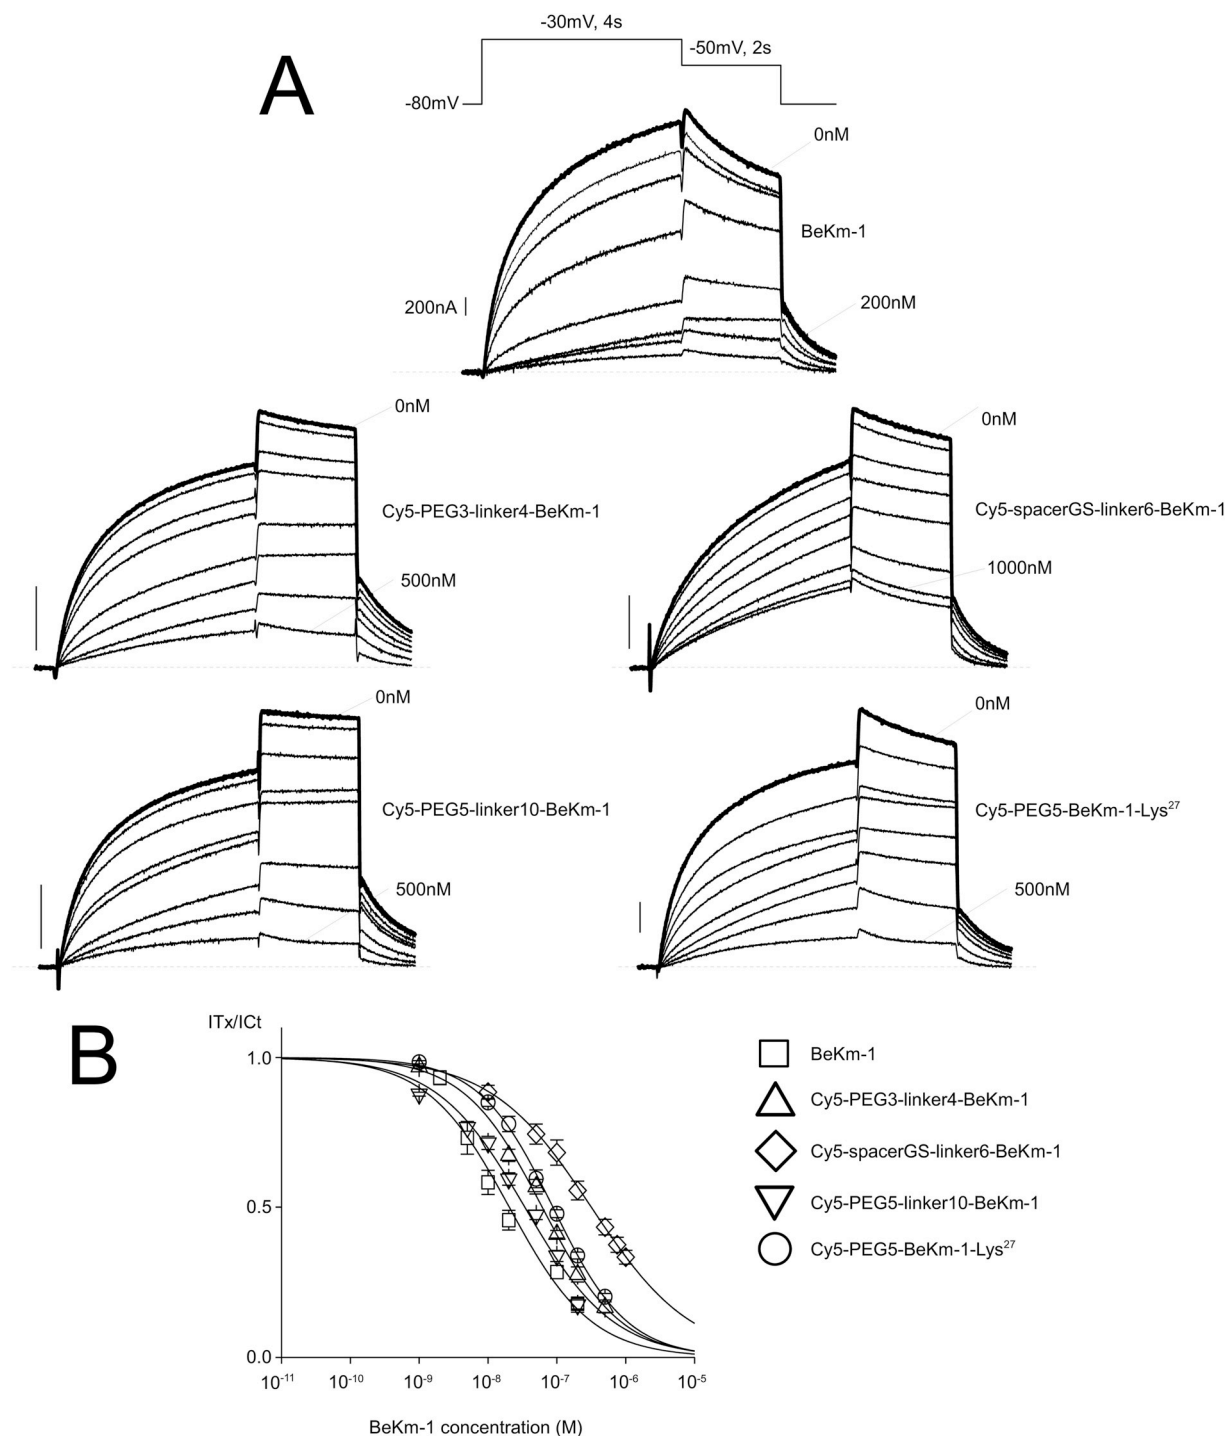 A
-30mV, 4s
-50mV, 2s
-80mV
0nM
BeKm-1
200nA
200nM
0nM
Cy5-PEG3-linker4-BeKm-1
500nM
0nM
Cy5-spacerGS-linker6-BeKm-1
1000nM
0nM
Cy5-PEG5-linker10-BeKm-1
500nM
0nM
Cy5-PEG5-BeKm-1-Lys²⁷
500nM
B
ITx/ICt
1.0
0.5
0.0
10⁻¹¹ 10⁻¹⁰ 10⁻⁹ 10⁻⁸ 10⁻⁷ 10⁻⁶ 10⁻⁵
BeKm-1 concentration (M)
BeKm-1
Cy5-PEG3-linker4-BeKm-1
Cy5-spacerGS-linker6-BeKm-1
Cy5-PEG5-linker10-BeKm-1
Cy5-PEG5-BeKm-1-Lys²⁷